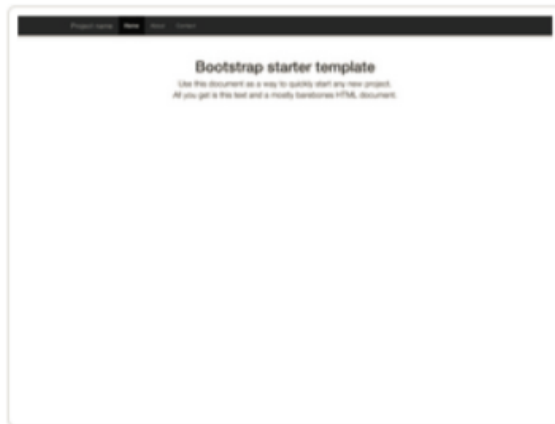 Project name Home About Contact
Bootstrap starter template
Use this document as a way to quickly start any new project.
All you get is this text and a mostly barebones HTML document.